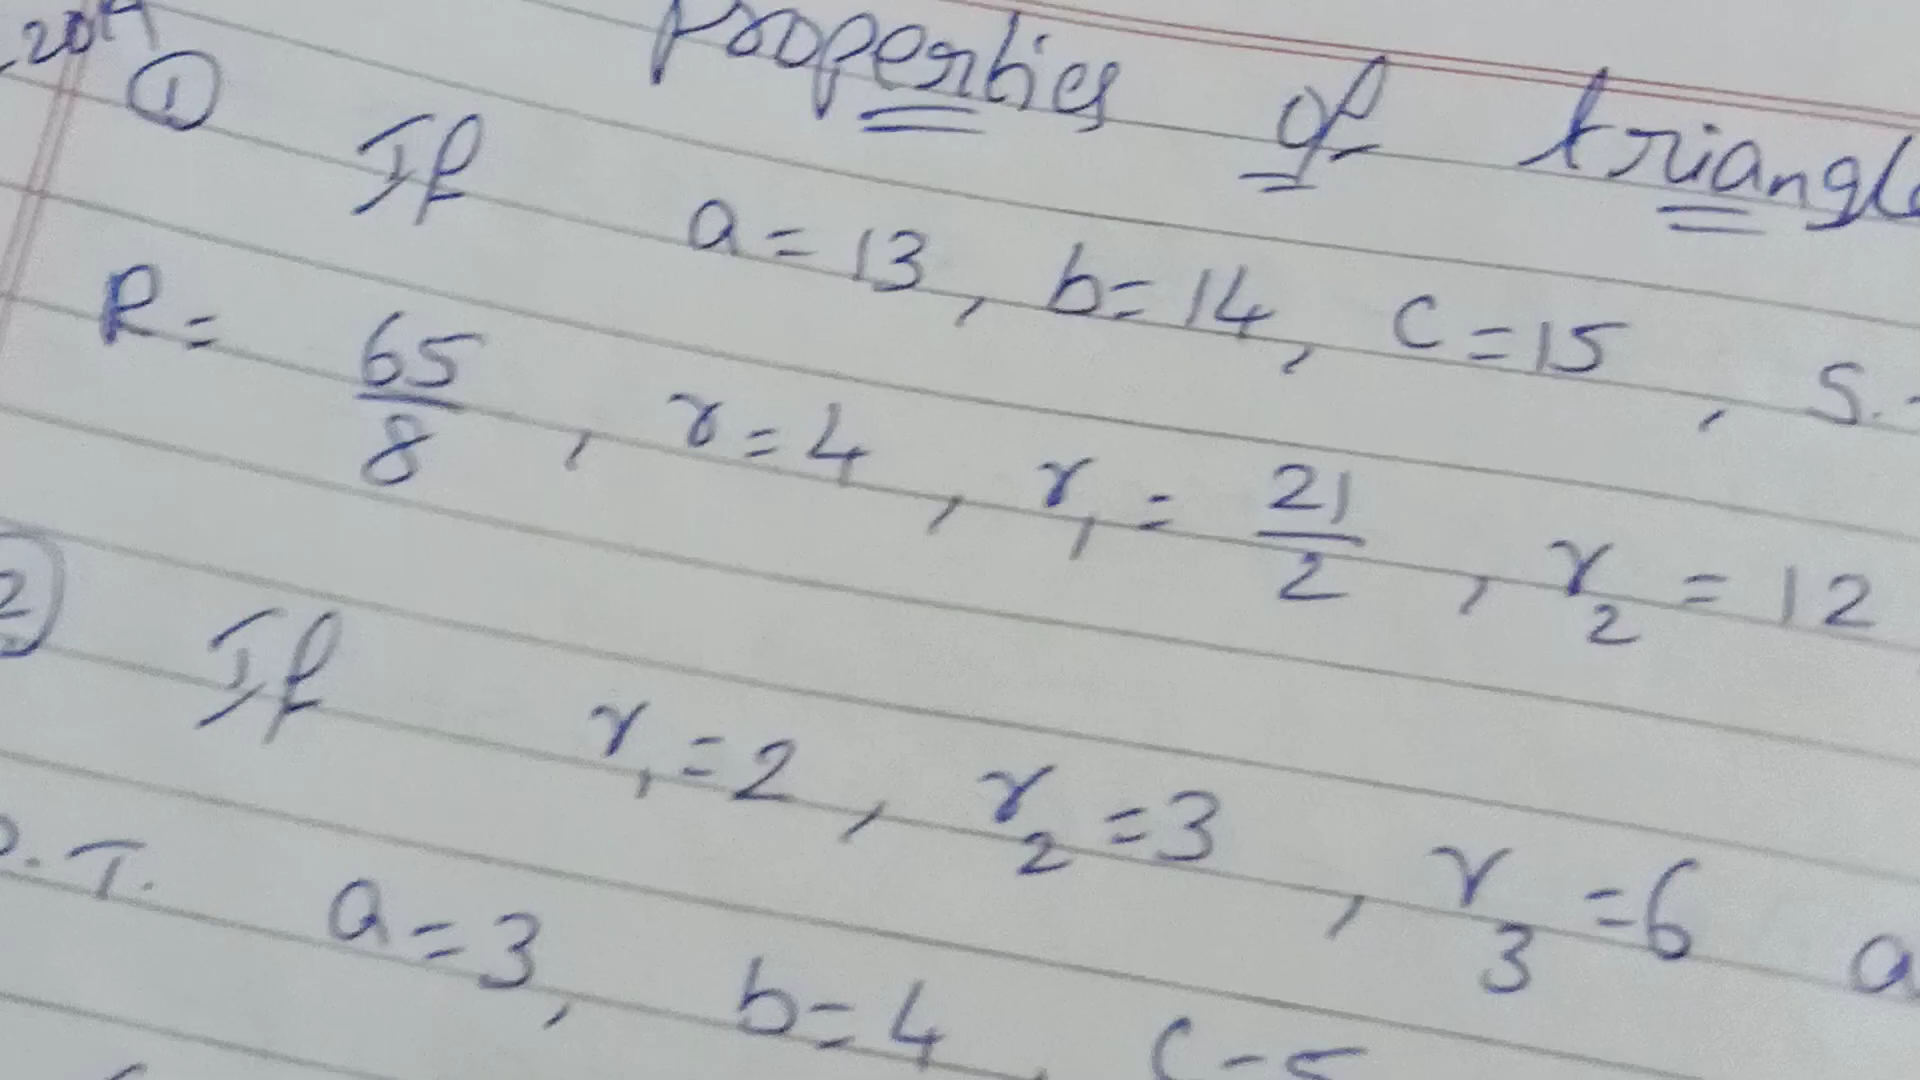 Properties of triangle
① If a = 13, b = 14, c = 15, S.
R = 65/8, r = 4, r₁ = 21/2, r₂ = 12
2 If r₁ = 2, r₂ = 3, r₃ = 6 a
P.T. a = 3, b = 4, c = 5